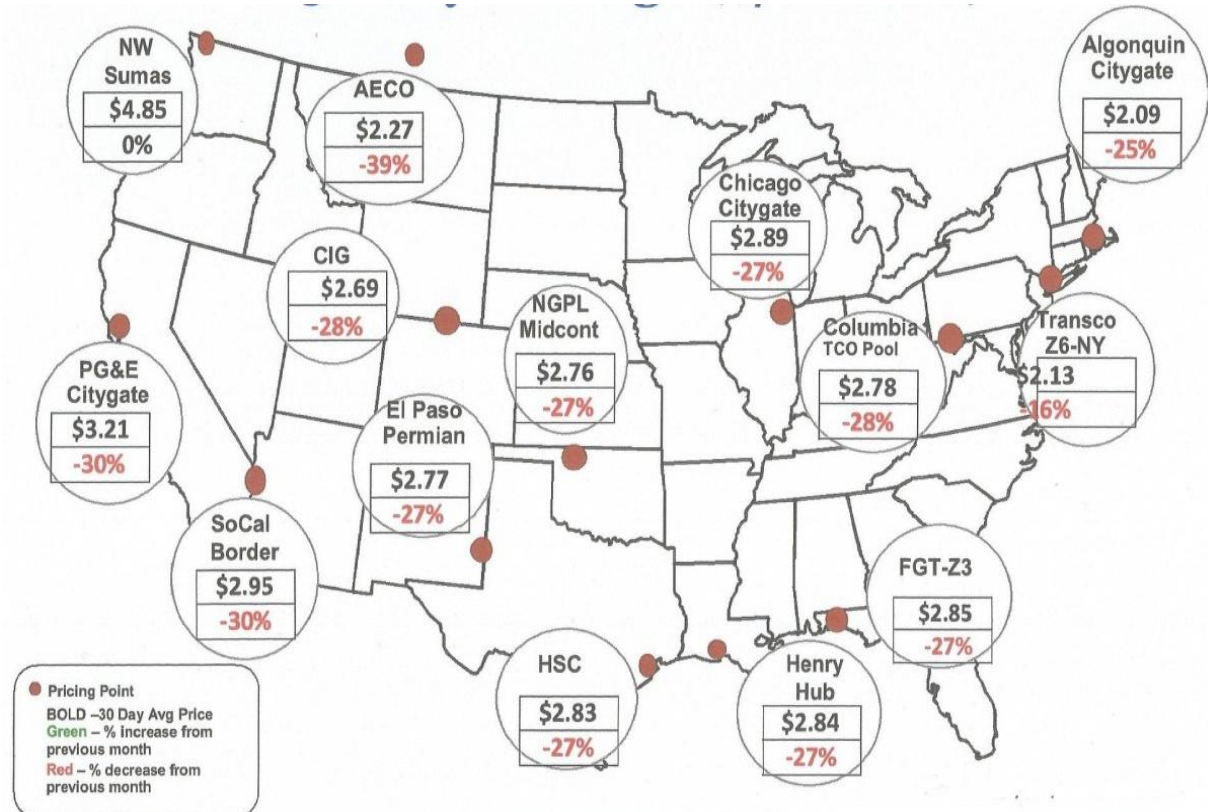 NW
Sumas
$4.85
0%
AECO
$2.27
-39%
Algonquin
Citygate
$2.09
-25%
Chicago
Citygate
$2.89
-27%
CIG
$2.69
-28%
NGPL
Midcont
$2.76
-27%
Columbia
TCO Pool
$2.78
-28%
Transco
Z6-NY
$2.13
-16%
PG&E
Citygate
$3.21
-30%
El Paso
Permian
$2.77
-27%
SoCal
Border
$2.95
-30%
FGT-Z3
$2.85
-27%
HSC
$2.83
-27%
Henry
Hub
$2.84
-27%
Pricing Point
BOLD –30 Day Avg Price
Green – % increase from
previous month
Red – % decrease from
previous month